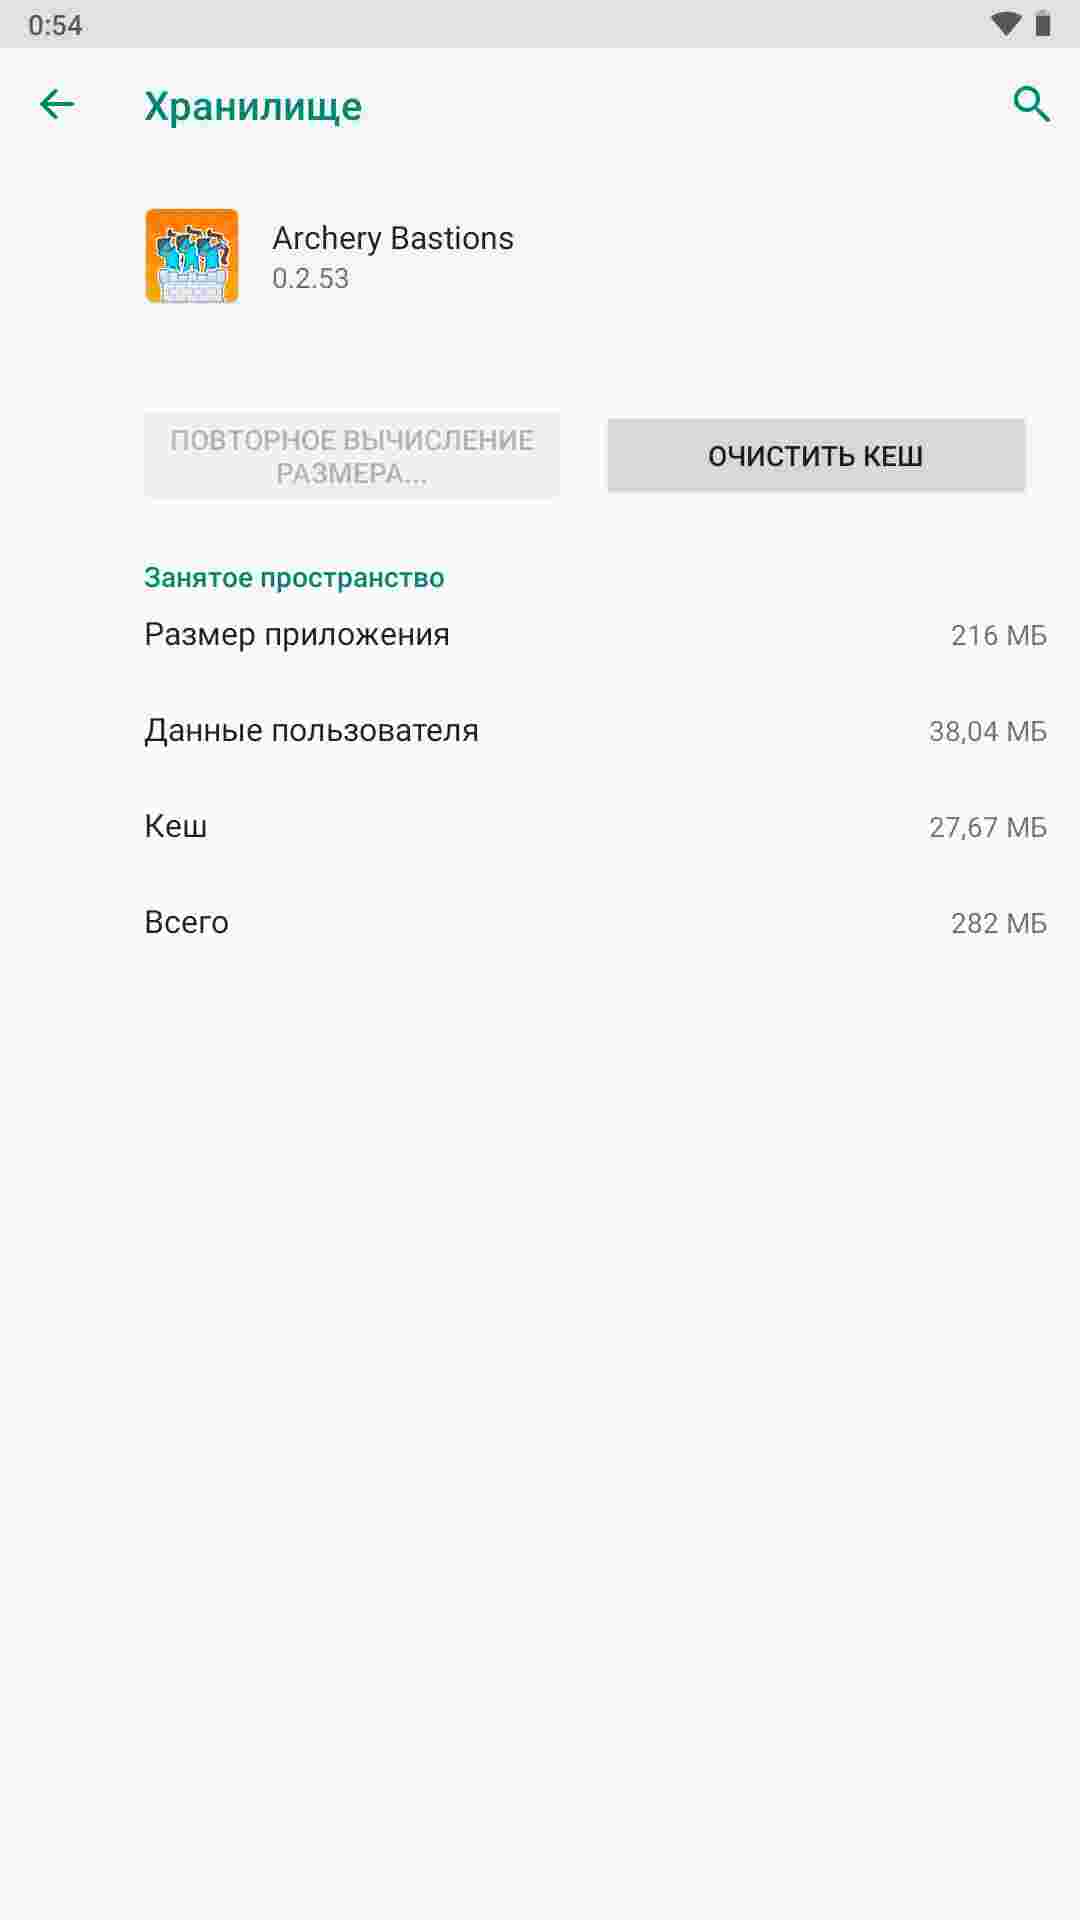 0:54
Хранилище
Archery Bastions
0.2.53
ПОВТОРНОЕ ВЫЧИСЛЕНИЕ
РАЗМЕРА...
ОЧИСТИТЬ КЕШ
Занятое пространство
Размер приложения 216 МБ
Данные пользователя 38,04 МБ
Кеш 27,67 МБ
Всего 282 МБ